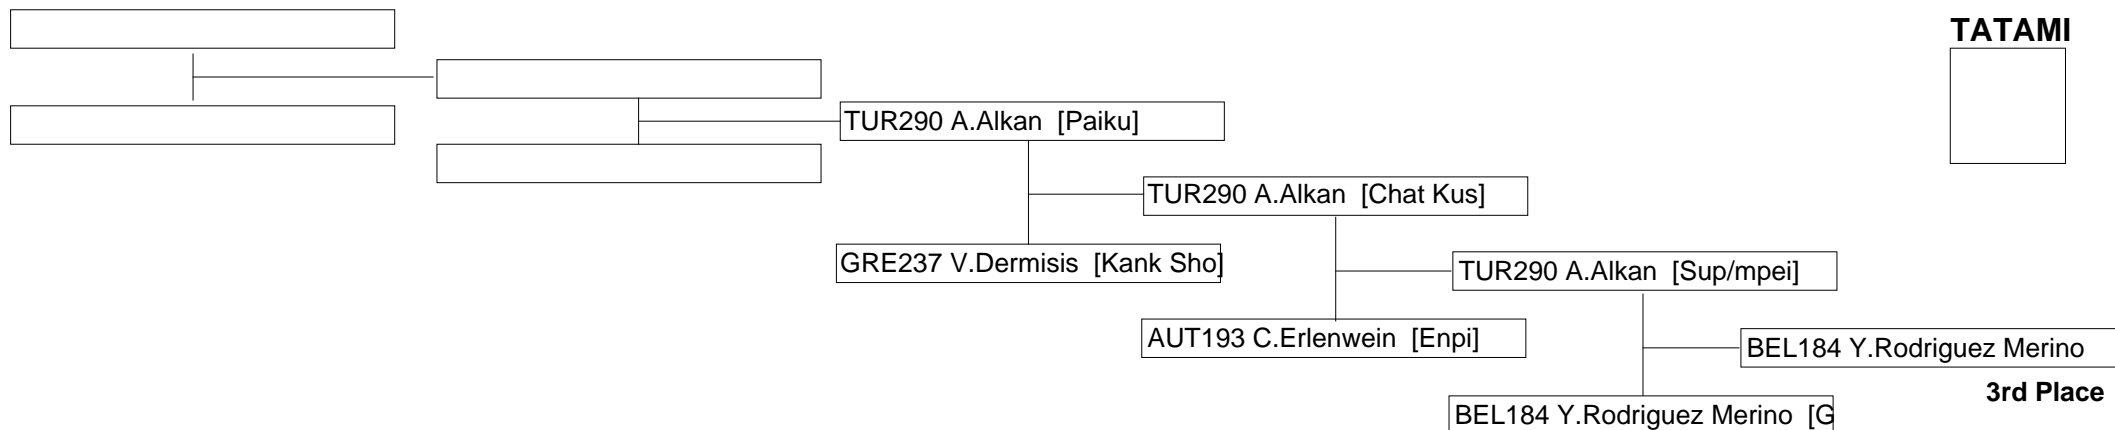 TATAMI
TUR290 A.Alkan [Paiku]
TUR290 A.Alkan [Chat Kus]
GRE237 V.Dermisis [Kank Sho]
TUR290 A.Alkan [Sup/mpei]
AUT193 C.Erlenwein [Enpi]
BEL184 Y.Rodriguez Merino
3rd Place
BEL184 Y.Rodriguez Merino [G